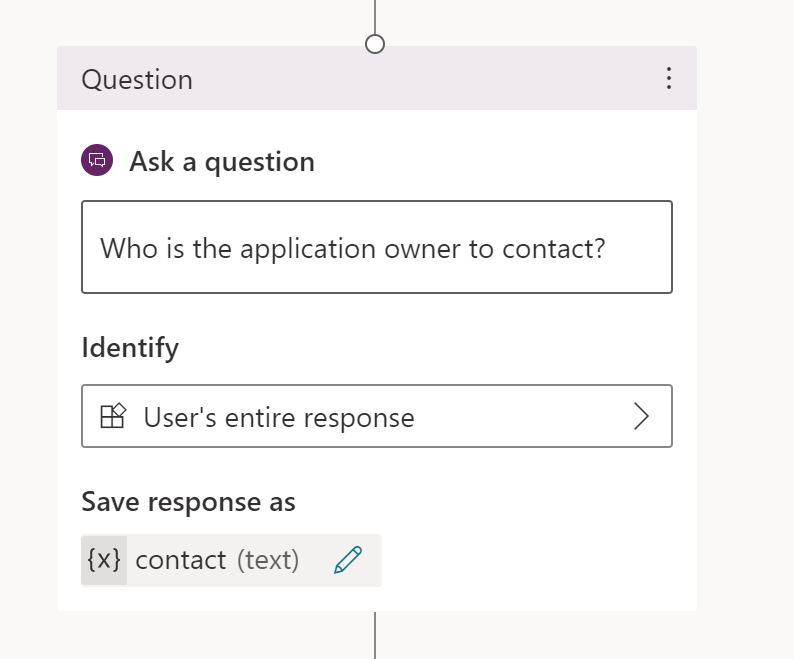 Question
Ask a question
Who is the application owner to contact?
Identify
User's entire response
Save response as
{x} contact (text)